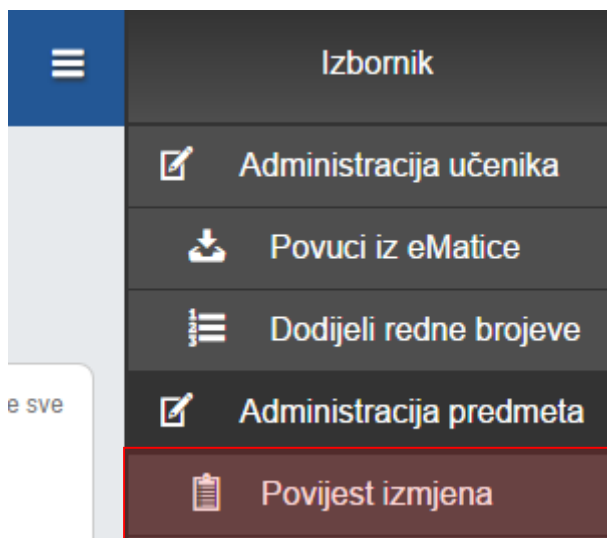 Izbornik
Administracija učenika
Povuci iz eMatice
Dodijeli redne brojeve
e sve
Administracija predmeta
Povijest izmjena